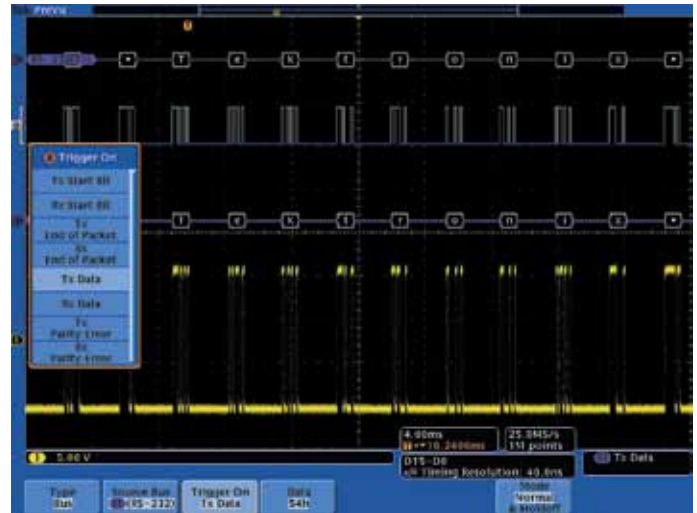 PreVu
T e k t r o n i x
Trigger On
Tx Start Bit
Rx Start Bit
Tx
End of Packet
Rx
End of Packet
T e k t r o n i x
Tx Data
Rx Data
Tx
Parity Error
Rx
Parity Error
4.00ms
25.0MS/s
1M points
1 5.00 V
D15-D0
Timing Resolution: 40.0ns
Tx Data
Type
Bus
Source Bus
(RS-232)
Trigger On
Tx Data
Data
54h
Mode
Normal
& Holdoff